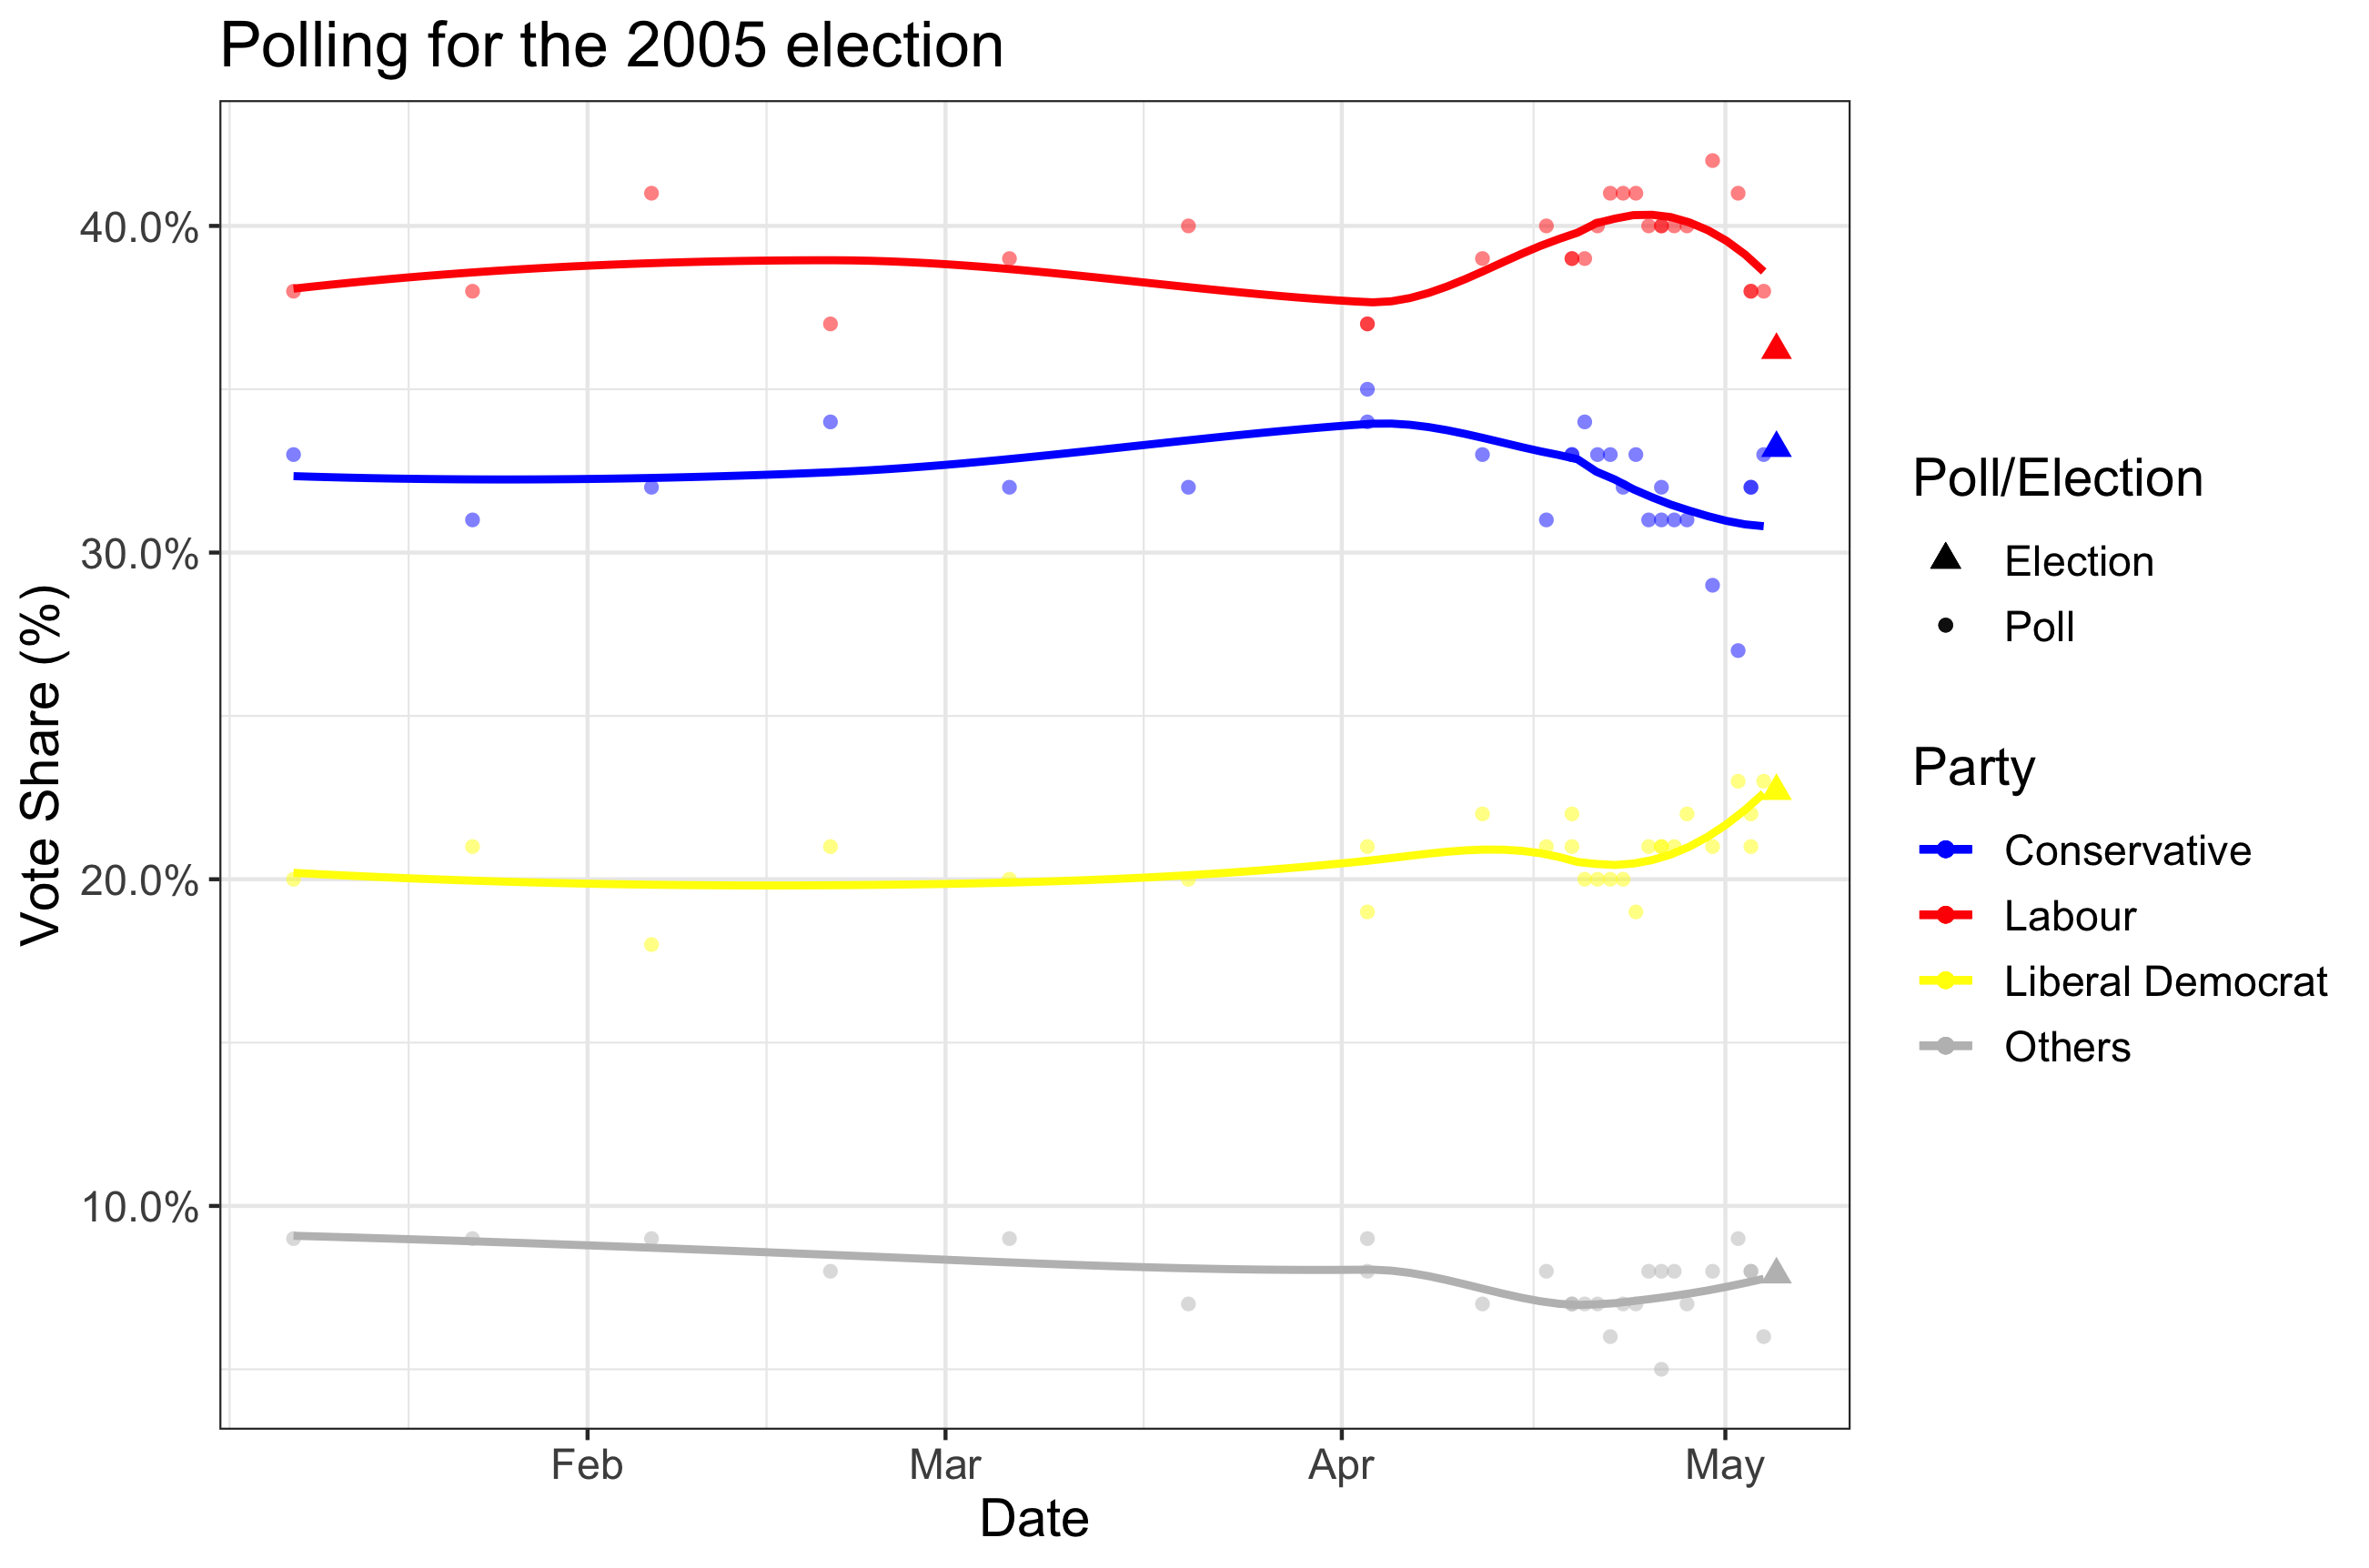 Polling for the 2005 election
Vote Share (%)
40.0%
30.0%
20.0%
10.0%
Feb
Mar
Apr
May
Date
Poll/Election
Election
Poll
Party
Conservative
Labour
Liberal Democrat
Others